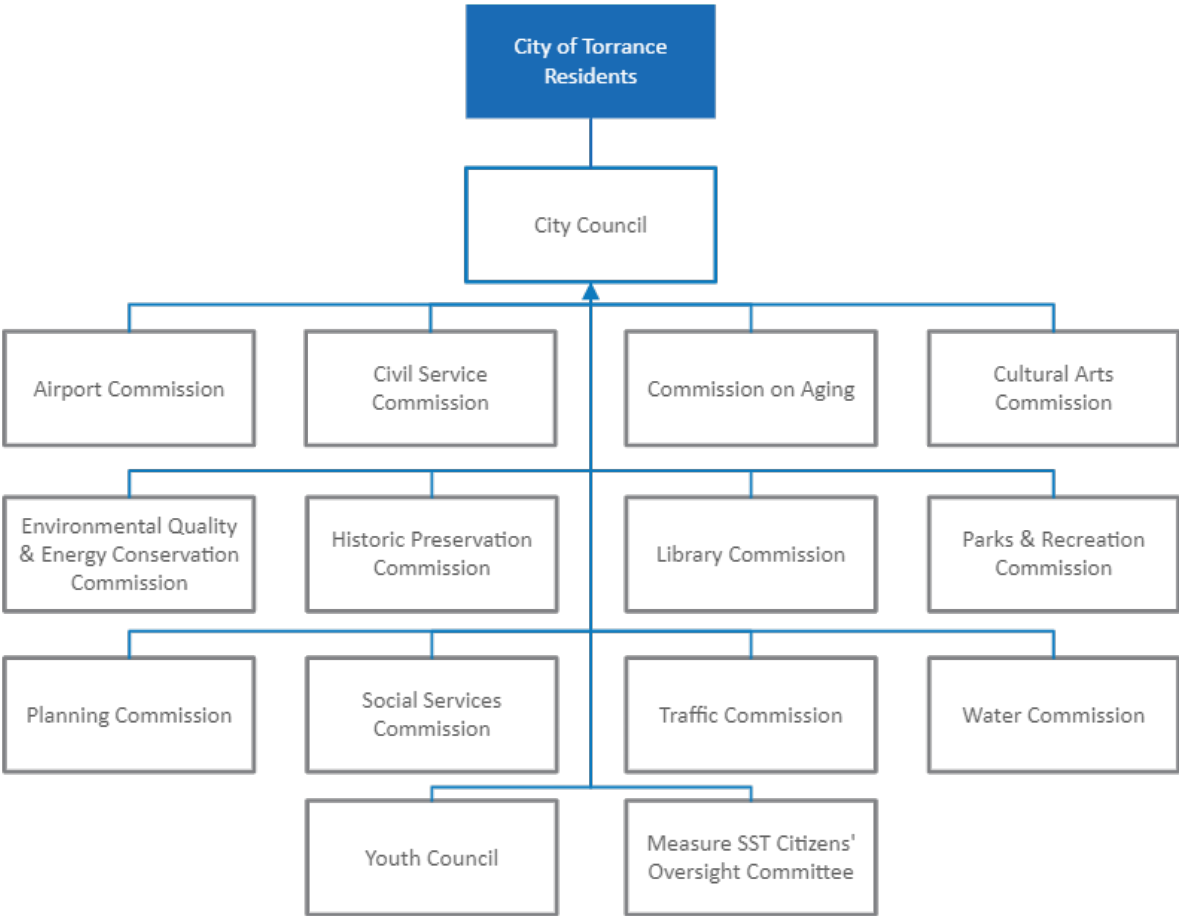 City of Torrance
Residents
City Council
Airport Commission
Civil Service
Commission
Commission on Aging
Cultural Arts
Commission
Environmental Quality
& Energy Conservation
Commission
Historic Preservation
Commission
Library Commission
Parks & Recreation
Commission
Planning Commission
Social Services
Commission
Traffic Commission
Water Commission
Youth Council
Measure SST Citizens'
Oversight Committee